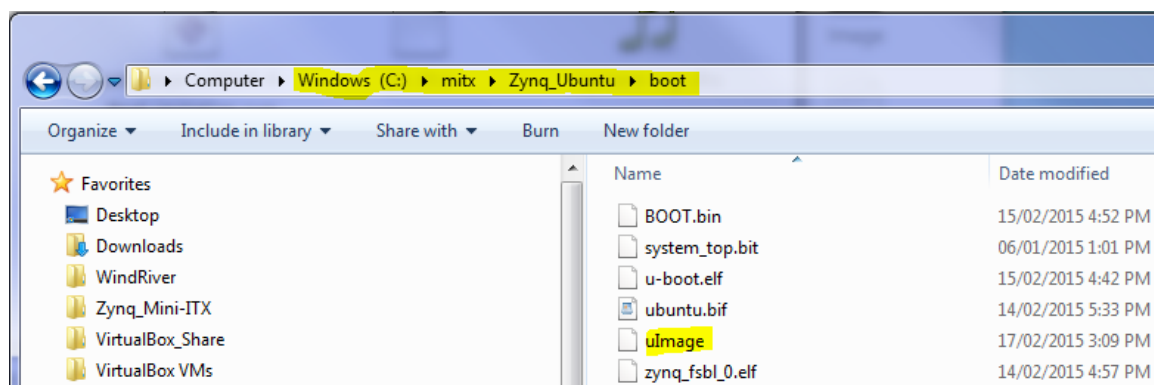 Computer Windows (C:) mitx Zynq_Ubuntu boot
Organize Include in library Share with Burn New folder
Favorites
Desktop
Downloads
WindRiver
Zynq_Mini-ITX
VirtualBox_Share
VirtualBox VMs
Name Date modified
BOOT.bin 15/02/2015 4:52 PM
system_top.bit 06/01/2015 1:01 PM
u-boot.elf 15/02/2015 4:42 PM
ubuntu.bif 14/02/2015 5:33 PM
uImage 17/02/2015 3:09 PM
zynq_fsbl_0.elf 14/02/2015 4:57 PM